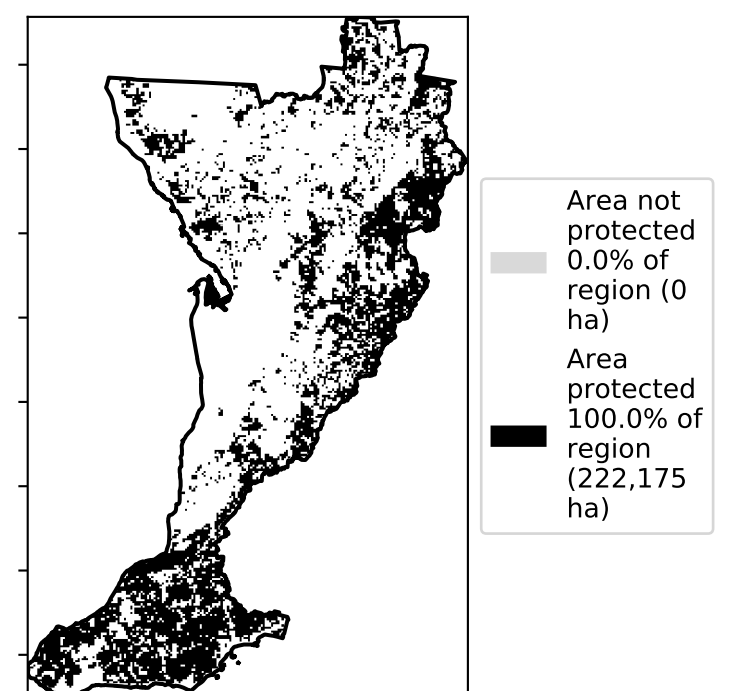 Area not
protected
0.0% of
region (0
ha)
Area
protected
100.0% of
region
(222,175
ha)